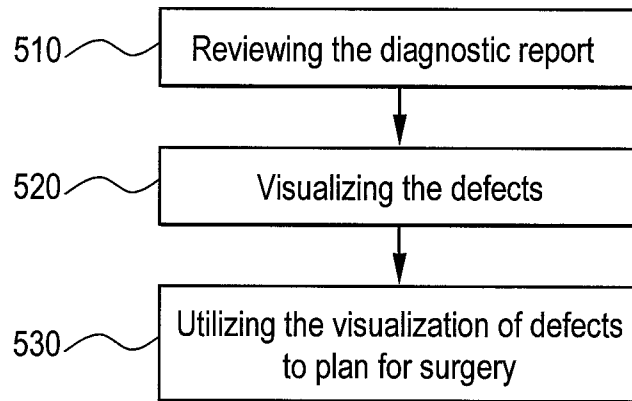 510
Reviewing the diagnostic report
520
Visualizing the defects
530
Utilizing the visualization of defects
to plan for surgery